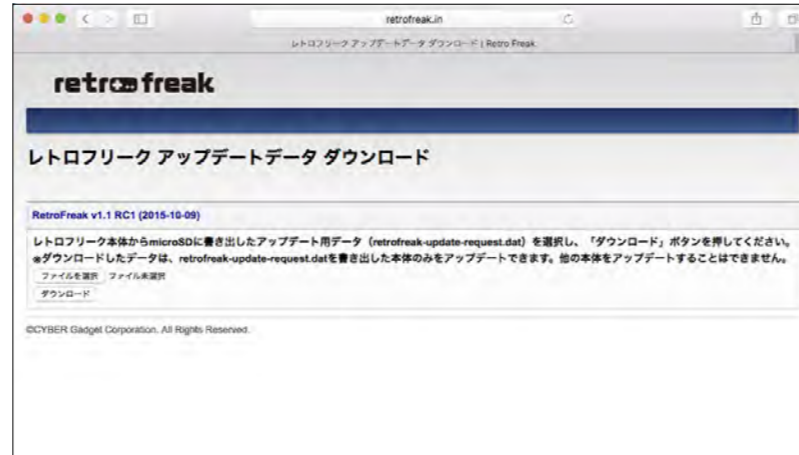 retrofreak.in
レトロフリーク アップデートデータ ダウンロード | Retro Freak
retrofreak
レトロフリーク アップデートデータ ダウンロード
RetroFreak v1.1 RC1 (2015-10-09)
レトロフリーク本体からmicroSDに書き出したアップデート用データ（retrofreak-update-request.dat）を選択し、「ダウンロード」ボタンを押してください。
※ダウンロードしたデータは、retrofreak-update-request.datを書き出した本体のみをアップデートできます。他の本体をアップデートすることはできません。
ファイルを選択 ファイル未選択
ダウンロード
©CYBER Gadget Corporation. All Rights Reserved.